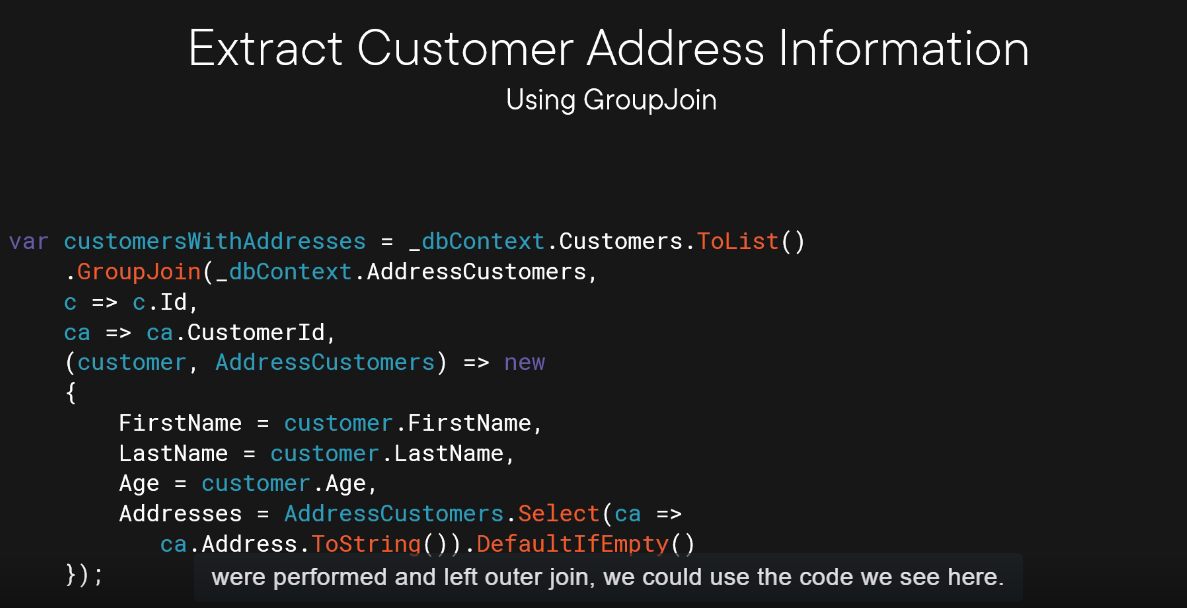 Extract Customer Address Information
Using GroupJoin
var customersWithAddresses = _dbContext.Customers.ToList()
.GroupJoin(_dbContext.AddressCustomers,
c => c.Id,
ca => ca.CustomerId,
(customer, AddressCustomers) => new
{
FirstName = customer.FirstName,
LastName = customer.LastName,
Age = customer.Age,
Addresses = AddressCustomers.Select(ca =>
ca.Address.ToString()).DefaultIfEmpty()
});
were performed and left outer join, we could use the code we see here.